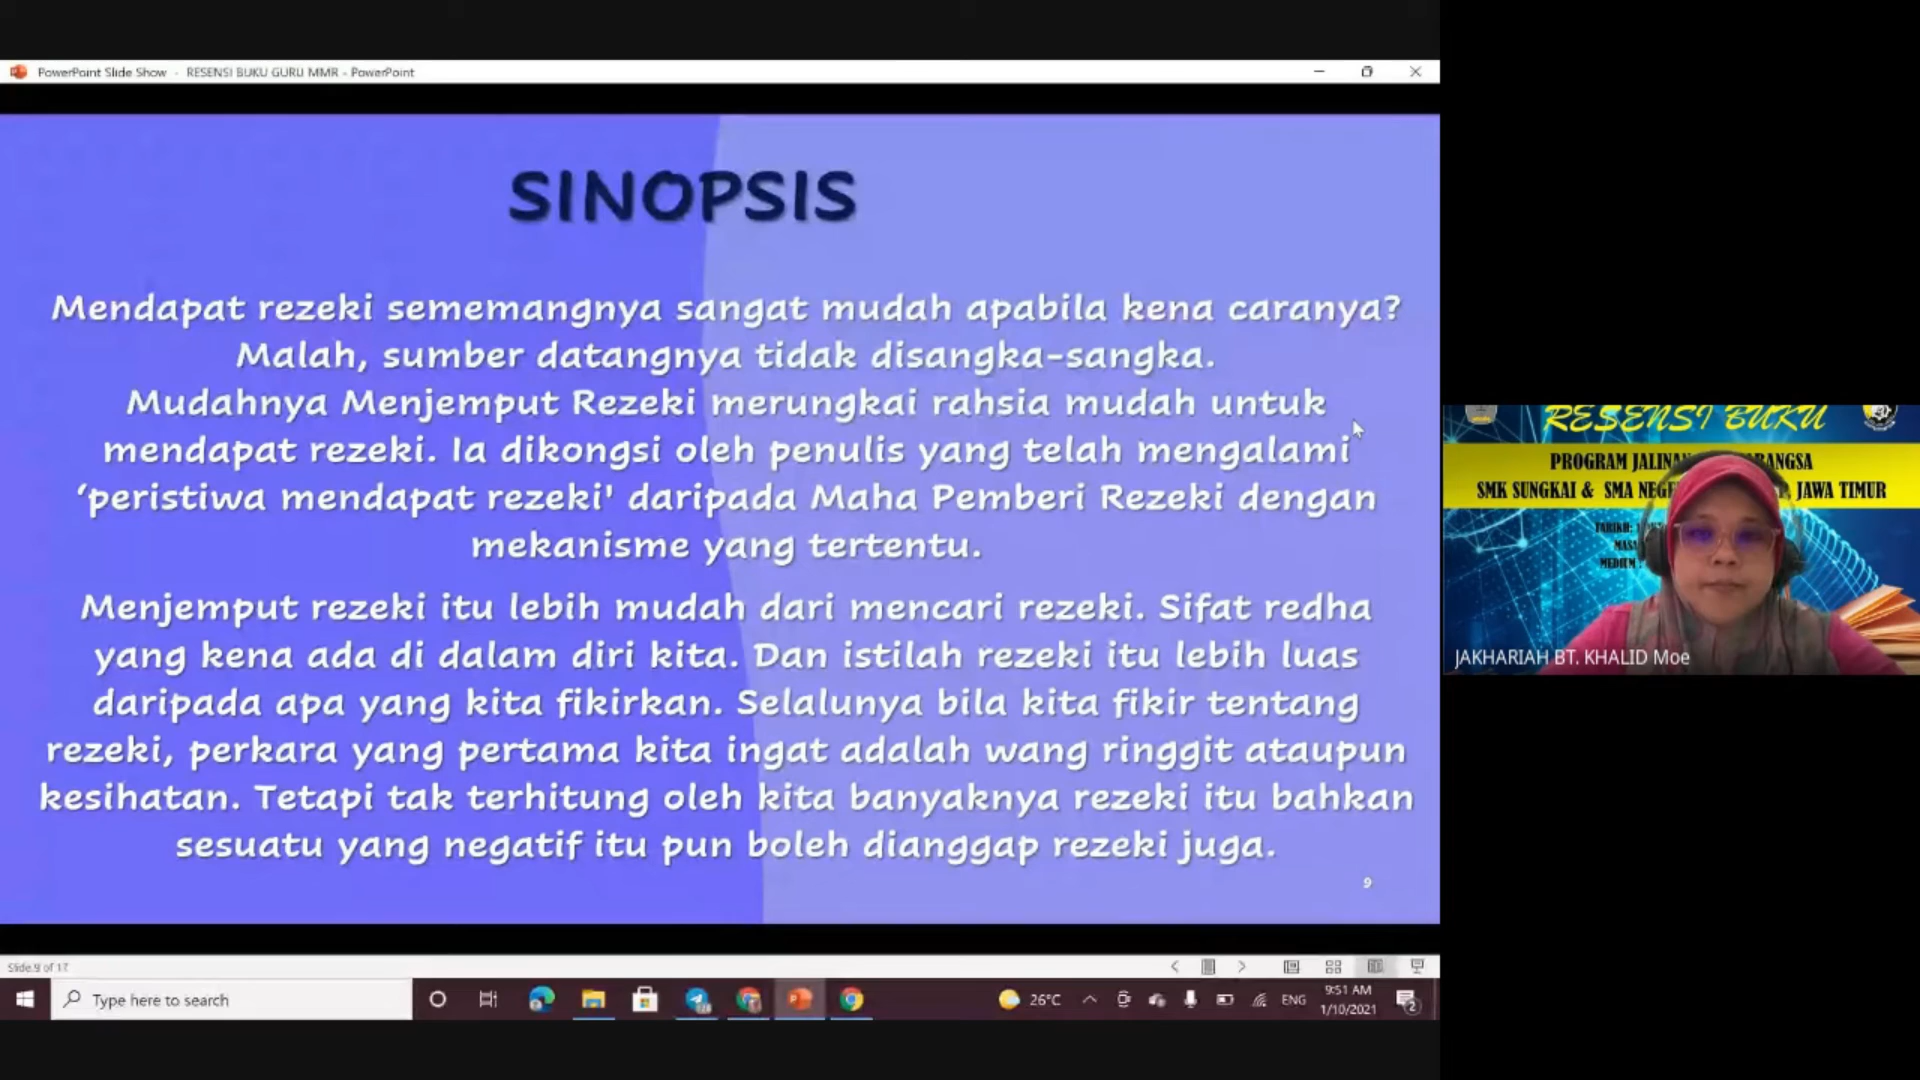 PowerPoint Slide Show - RESENSI BUKU GURU MMR - PowerPoint
SINOPSIS
Mendapat rezeki sememangnya sangat mudah apabila kena caranya?
Malah, sumber datangnya tidak disangka-sangka.
Mudahnya Menjemput Rezeki merungkai rahsia mudah untuk
mendapat rezeki. Ia dikongsi oleh penulis yang telah mengalami
‘peristiwa mendapat rezeki' daripada Maha Pemberi Rezeki dengan
mekanisme yang tertentu.
Menjemput rezeki itu lebih mudah dari mencari rezeki. Sifat redha
yang kena ada di dalam diri kita. Dan istilah rezeki itu lebih luas
daripada apa yang kita fikirkan. Selalunya bila kita fikir tentang
rezeki, perkara yang pertama kita ingat adalah wang ringgit ataupun
kesihatan. Tetapi tak terhitung oleh kita banyaknya rezeki itu bahkan
sesuatu yang negatif itu pun boleh dianggap rezeki juga.
9
Slide 9 of 17
Type here to search
26°C
ENG
9:51 AM
1/10/2021
2
RESENSI BUKU
PROGRAM
SMK SUNGKAI & SMA JAWA TIMUR
TARIKH:
MEDIUM
JAKHARIAH BT. KHALID Moe